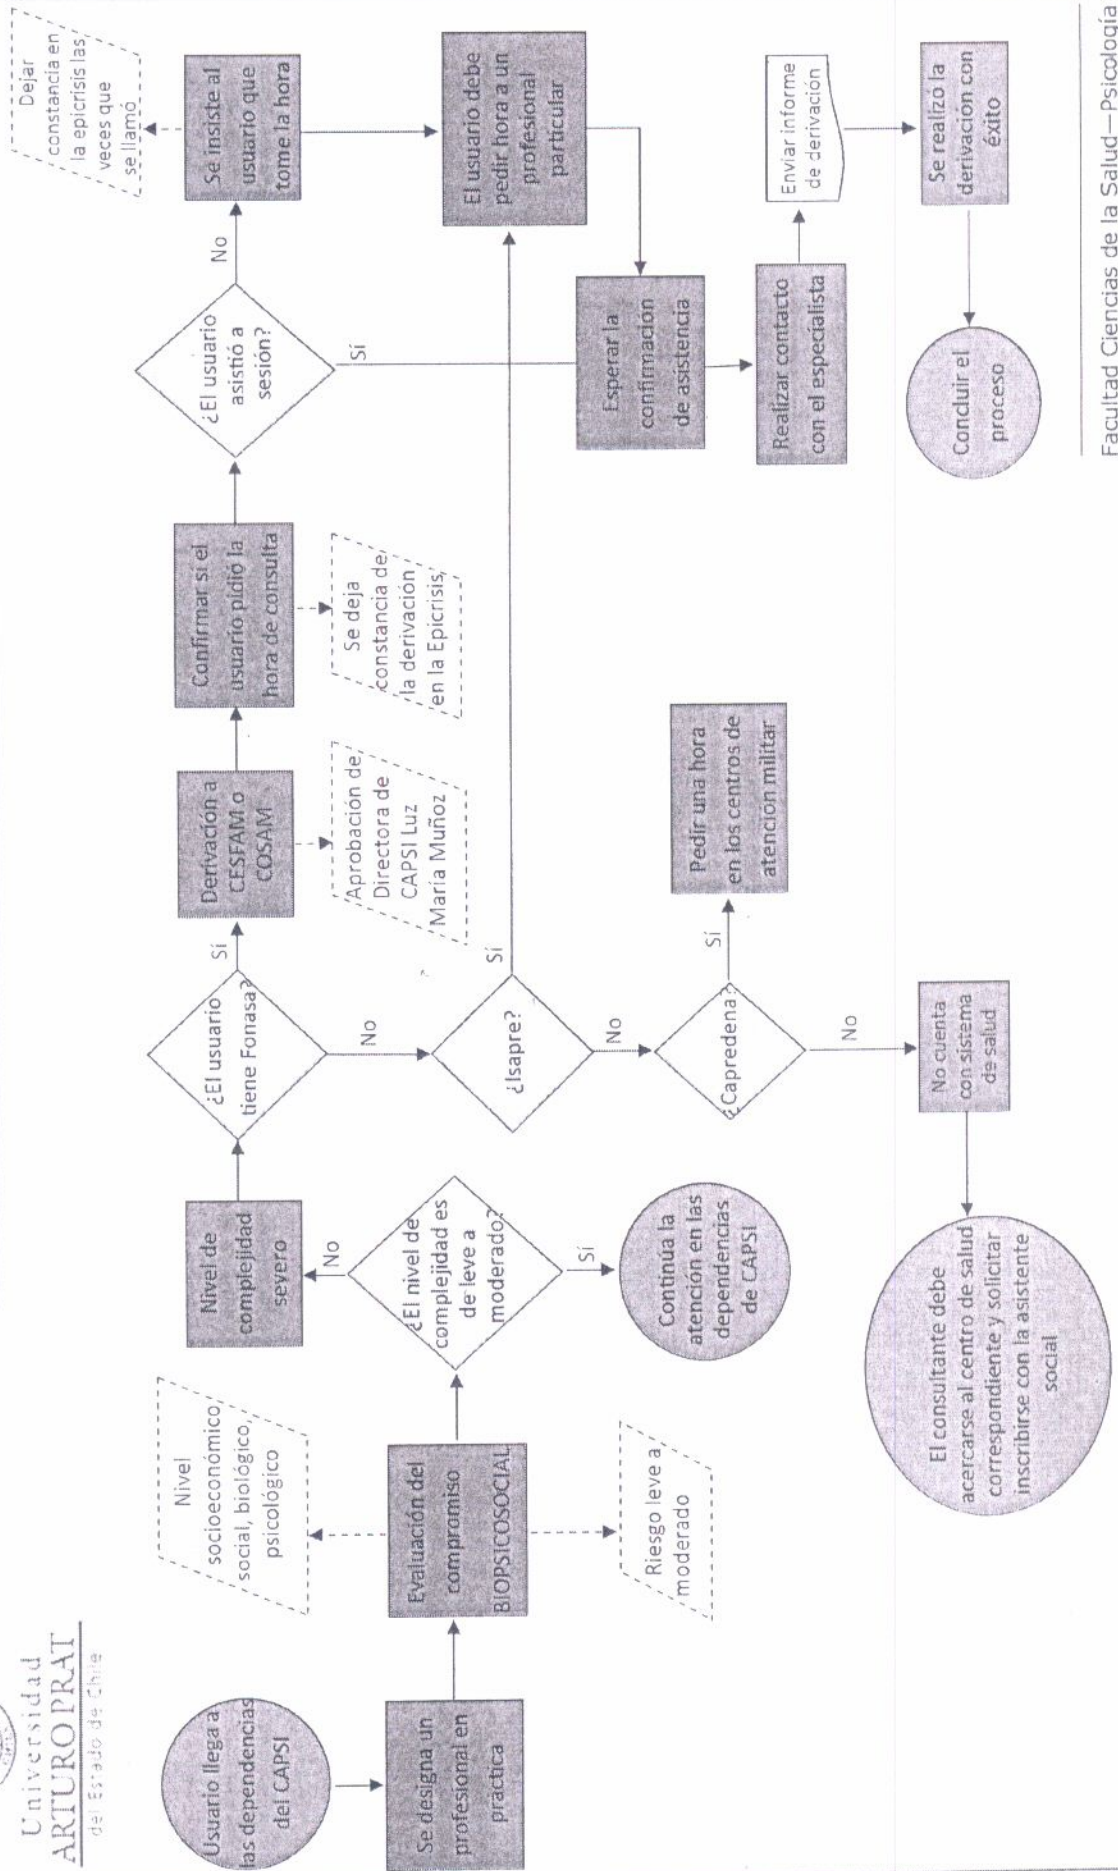 Universidad
ARTURO PRAT
del Estado de Chile
Usuario llega a
las dependencias
del CAPSI
Se designa un
profesional en
practica
Nivel
socioeconómico,
social, biológico,
psicológico
Evaluación del
compromiso
BIOPSICOSOCIAL
Riesgo leve a
moderado
¿El nivel de
complejidad es
de leve a
moderado?
No
Sí
Nivel de
complejidad
severo
Continúa la
atención en las
dependencias
de CAPSI
¿El usuario
tiene Fonasa?
Sí
No
Derivación a
CESFAM o
COSAM
Aprobación de
Directora de
CAPSI Luz
María Muñoz
Confirmar si el
usuario pidió la
hora de consulta
Se deja
constancia de
la derivación
en la Epicrisis
¿El usuario
asistió a
sesión?
No
Sí
Se insiste al
usuario que
tome la hora
Dejar
constancia en
la epicrisis las
veces que
se llamó
¿Isapre?
Sí
No
El usuario debe
pedir hora a un
profesional
particular
Esperar la
confirmación
de asistencia
Realizar contacto
con el especialista
Enviar informe
de derivación
Se realizó la
derivación con
éxito
Concluir el
proceso
¿Capredena?
Sí
No
Pedir una hora
en los centros de
atención militar
No cuenta
con sistema
de salud
El consultante debe
acercarse al centro de salud
correspondiente y solicitar
inscribirse con la asistente
social
Facultad Ciencias de la Salud—Psicología